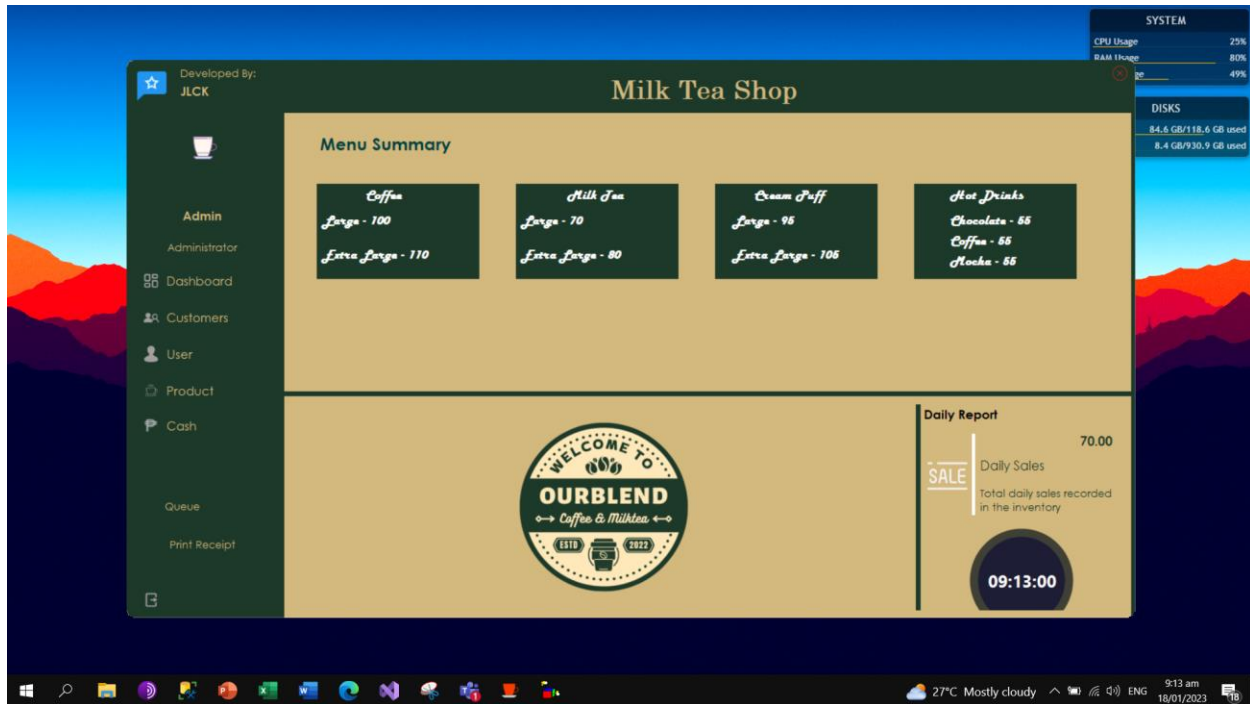 SYSTEM
CPU Usage 25%
RAM Usage 80%
ge 49%
DISKS
84.6 GB/118.6 GB used
8.4 GB/930.9 GB used
Developed By:
JLCK
Milk Tea Shop
Admin
Administrator
Dashboard
Customers
User
Product
Cash
Queue
Print Receipt
Menu Summary
Coffee
Large - 100
Extra Large - 110
Milk Tea
Large - 70
Extra Large - 80
Cream Puff
Large - 95
Extra Large - 105
Hot Drinks
Chocolate - 55
Coffee - 55
Mocha - 55
WELCOME TO
OURBLEND
Coffee & Milktea
ESTD 2022
Daily Report
70.00
SALE
Daily Sales
Total daily sales recorded
in the inventory
09:13:00
27°C Mostly cloudy ENG
9:13 am
18/01/2023
18